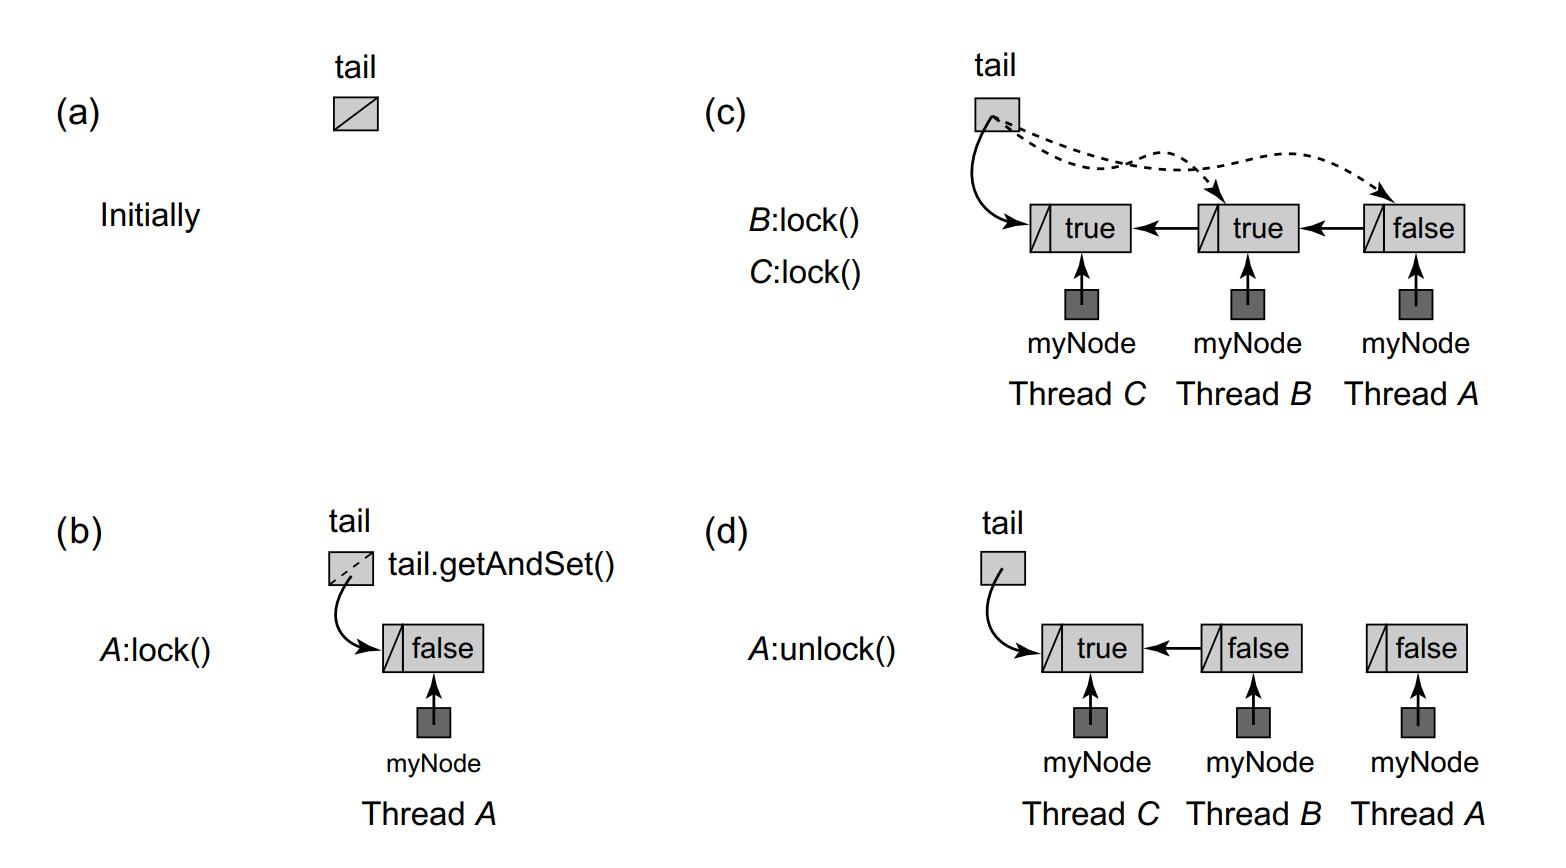 (a)
tail
Initially
(b)
tail
tail.getAndSet()
A:lock()
false
myNode
Thread A
(c)
tail
B:lock()
C:lock()
true
true
false
myNode
myNode
myNode
Thread C
Thread B
Thread A
(d)
tail
A:unlock()
true
false
false
myNode
myNode
myNode
Thread C
Thread B
Thread A